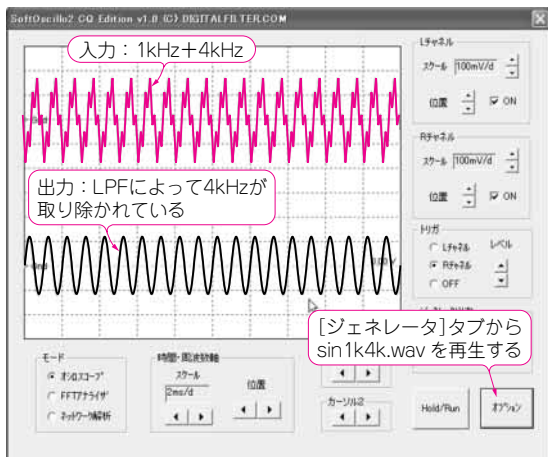 SoftOscillo2 CQ Edition v1.0 (C) DIGITALFILTER.COM
入力：1kHz＋4kHz
Gnd
出力：LPFによって4kHzが
取り除かれている
Gnd
0.00 V
Lチャネル
スケール 100mV/d
位置 ON
Rチャネル
スケール 100mV/d
位置 ON
トリガ
Lチャネル レベル
Rチャネル
OFF
[ジェネレータ]タブから
sin1k4k.wav を再生する
モード
オシロスコープ
FFTアナライザ
ネットワーク解析
時間・周波数軸
スケール 位置
2ms/d
カーソル2
Hold/Run オプション